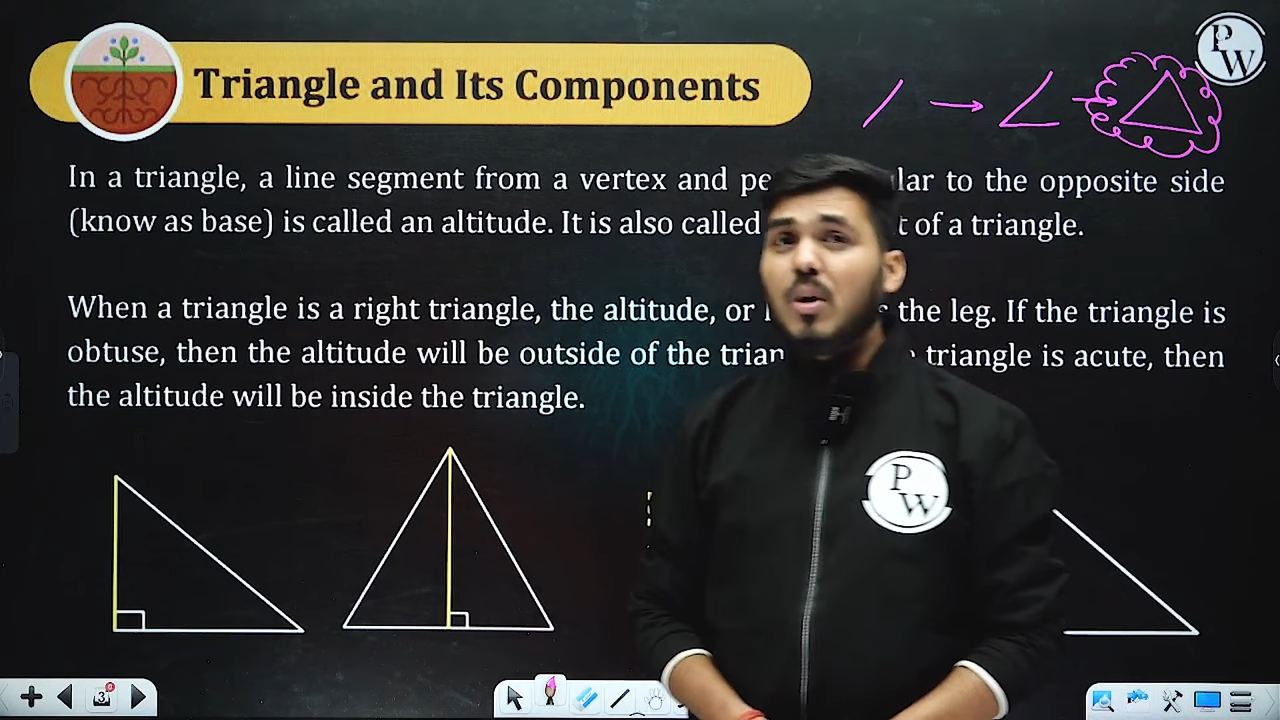 Triangle and Its Components
PW
In a triangle, a line segment from a vertex and to the opposite side
(know as base) is called an altitude. It is also called of a triangle.
When a triangle is a right triangle, the altitude, or the leg. If the triangle is
obtuse, then the altitude will be outside of the triangle is acute, then
the altitude will be inside the triangle.
PW